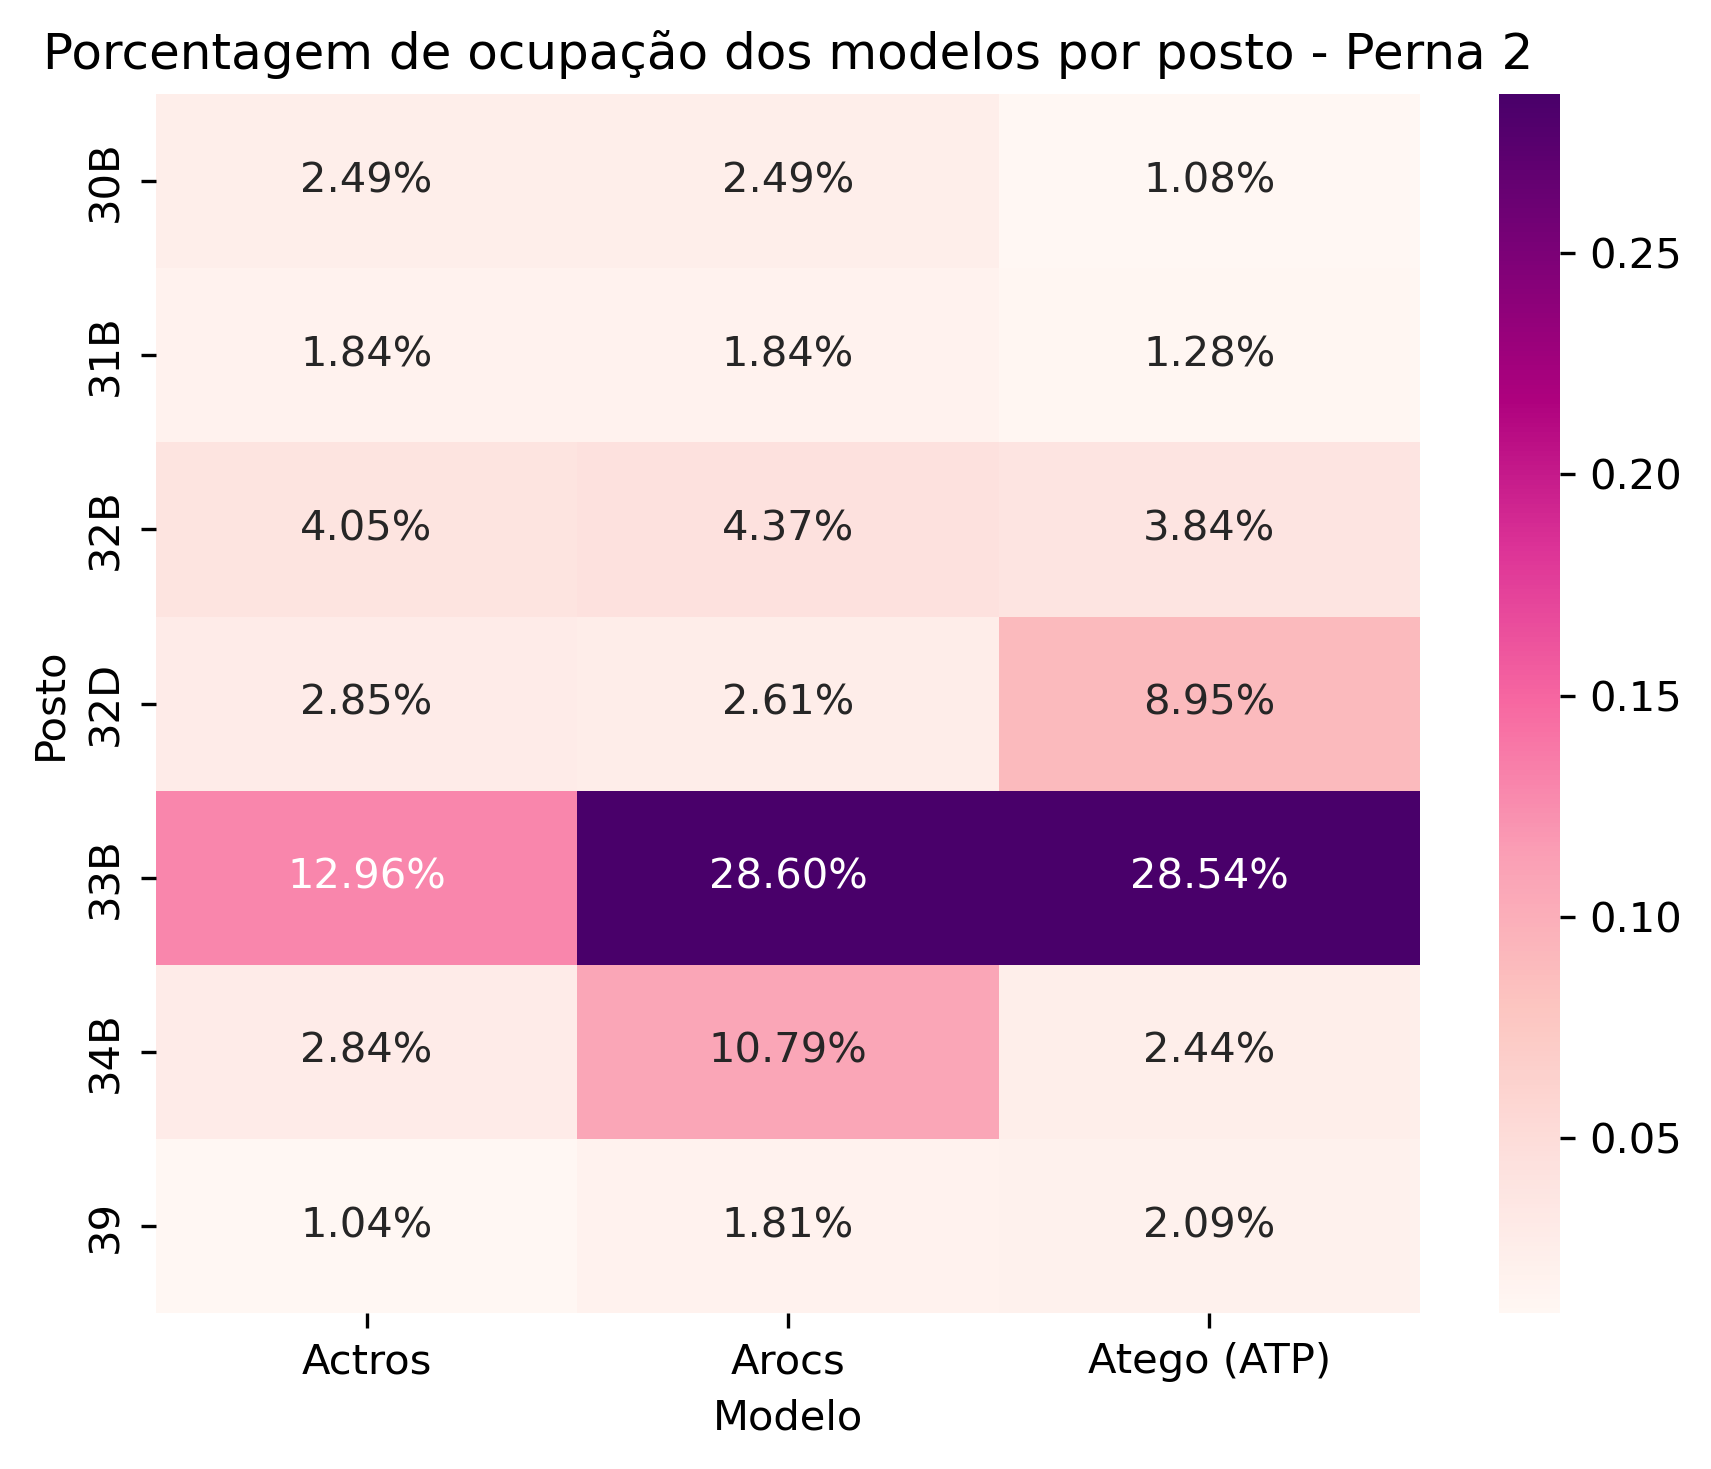 Porcentagem de ocupação dos modelos por posto - Perna 2
30B 2.49% 2.49% 1.08%
31B 1.84% 1.84% 1.28%
32B 4.05% 4.37% 3.84%
32D 2.85% 2.61% 8.95%
33B 12.96% 28.60% 28.54%
34B 2.84% 10.79% 2.44%
39 1.04% 1.81% 2.09%
Posto
Actros Arocs Atego (ATP)
Modelo
0.25
0.20
0.15
0.10
0.05